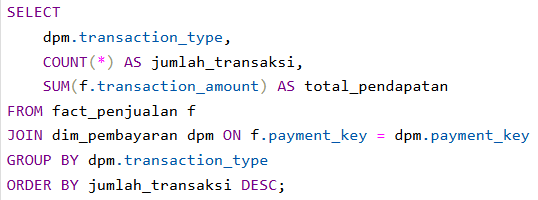 SELECT
dpm.transaction_type,
COUNT(*) AS jumlah_transaksi,
SUM(f.transaction_amount) AS total_pendapatan
FROM fact_penjualan f
JOIN dim_pembayaran dpm ON f.payment_key = dpm.payment_key
GROUP BY dpm.transaction_type
ORDER BY jumlah_transaksi DESC;